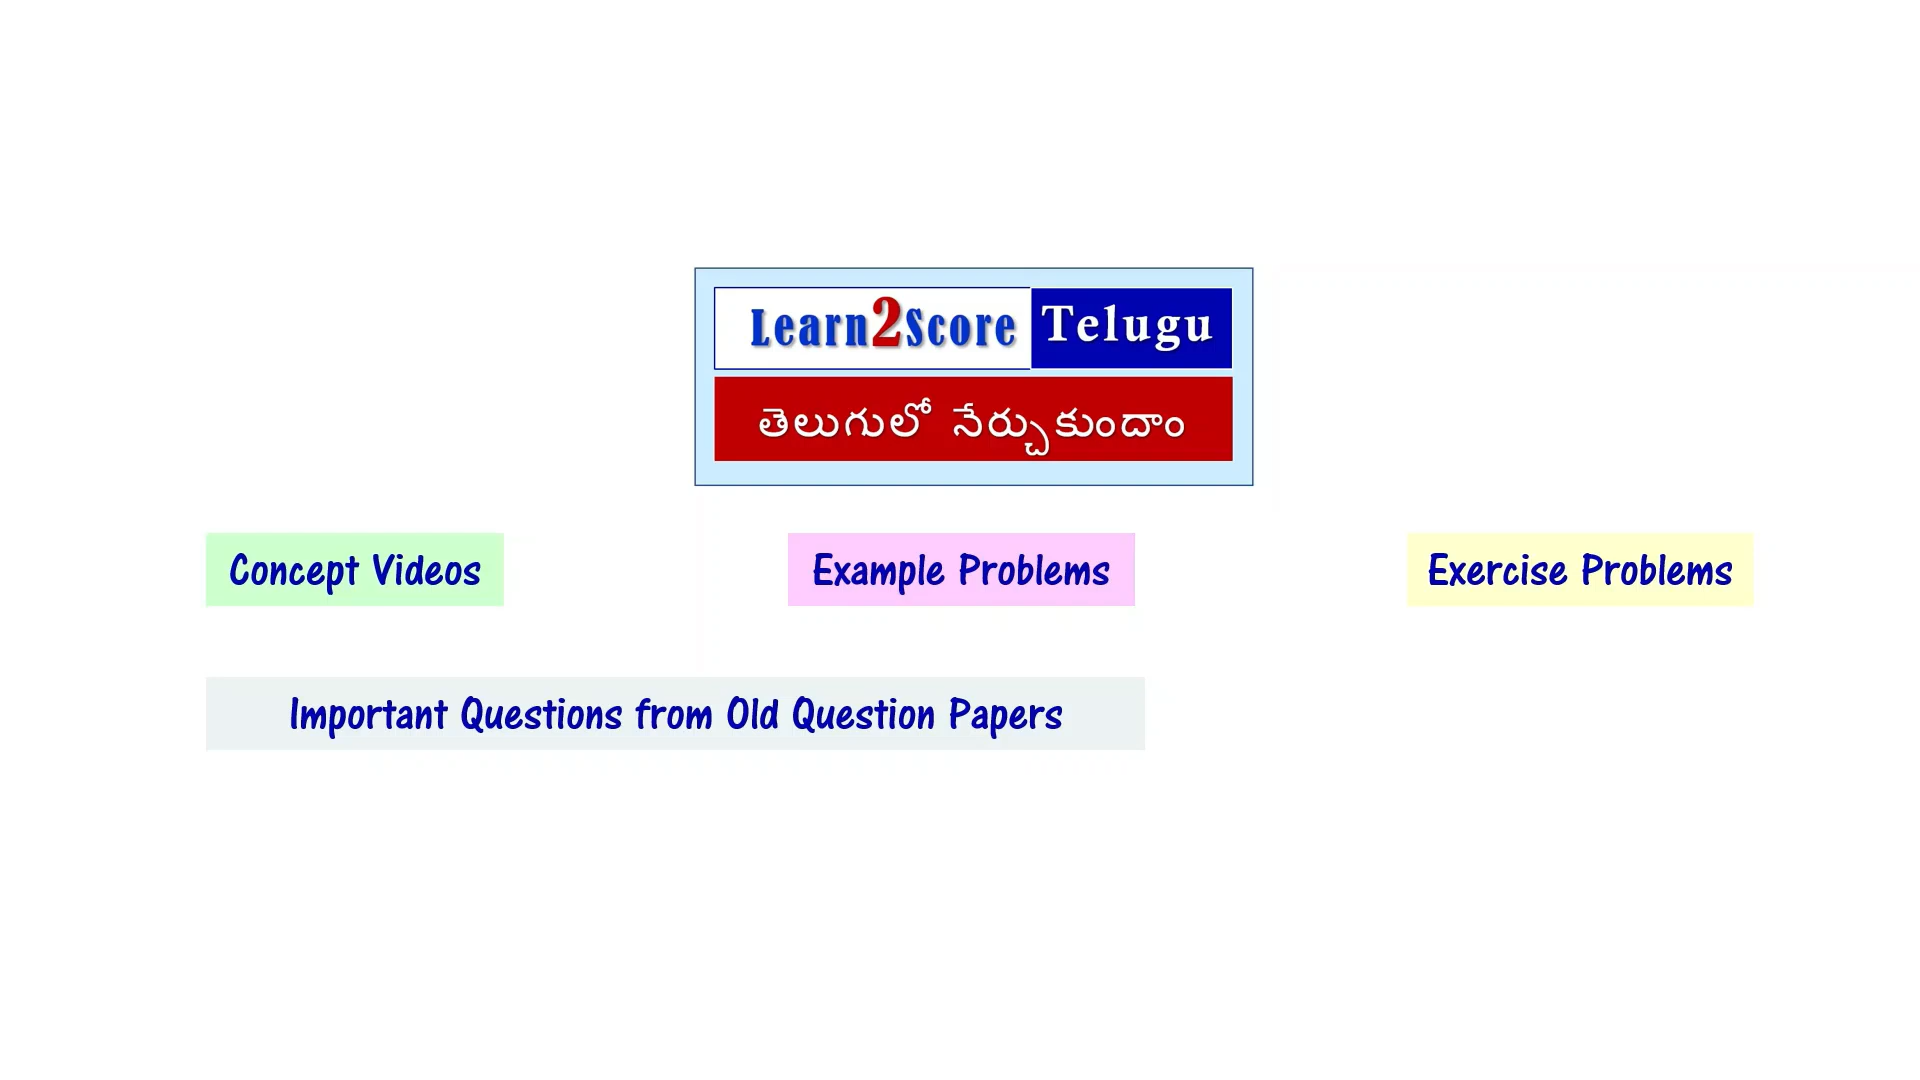 Learn2Score Telugu
తెలుగులో నేర్చుకుందాం
Concept Videos
Example Problems
Exercise Problems
Important Questions from Old Question Papers